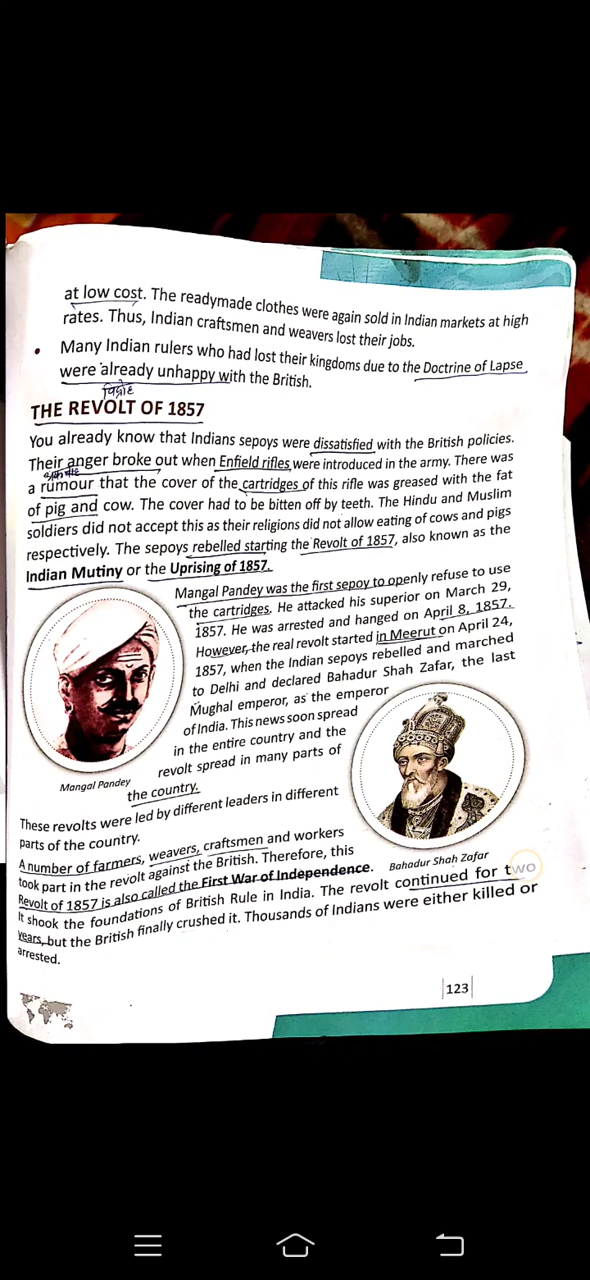 at low cost. The readymade clothes were again sold in Indian markets at high
rates. Thus, Indian craftsmen and weavers lost their jobs.
• Many Indian rulers who had lost their kingdoms due to the Doctrine of Lapse
were already unhappy with the British.
विद्रोह
THE REVOLT OF 1857
You already know that Indians sepoys were dissatisfied with the British policies.
Their anger broke out when Enfield rifles were introduced in the army. There was
a rumour that the cover of the cartridges of this rifle was greased with the fat
of pig and cow. The cover had to be bitten off by teeth. The Hindu and Muslim
soldiers did not accept this as their religions did not allow eating of cows and pigs
respectively. The sepoys rebelled starting the Revolt of 1857, also known as the
Indian Mutiny or the Uprising of 1857.
Mangal Pandey was the first sepoy to openly refuse to use
the cartridges. He attacked his superior on March 29,
1857. He was arrested and hanged on April 8, 1857.
However, the real revolt started in Meerut on April 24,
1857, when the Indian sepoys rebelled and marched
to Delhi and declared Bahadur Shah Zafar, the last
Mughal emperor, as the emperor
of India. This news soon spread
in the entire country and the
revolt spread in many parts of
the country.
Mangal Pandey
These revolts were led by different leaders in different
parts of the country.
A number of farmers, weavers, craftsmen and workers
took part in the revolt against the British. Therefore, this
Revolt of 1857 is also called the First War of Independence.
Bahadur Shah Zafar
It shook the foundations of British Rule in India. The revolt continued for two
years, but the British finally crushed it. Thousands of Indians were either killed or
arrested.
123